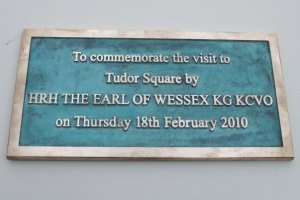 To commemorate the visit to
Tudor Square by
HRH THE EARL OF WESSEX KG KCVO
on Thursday 18th February 2010